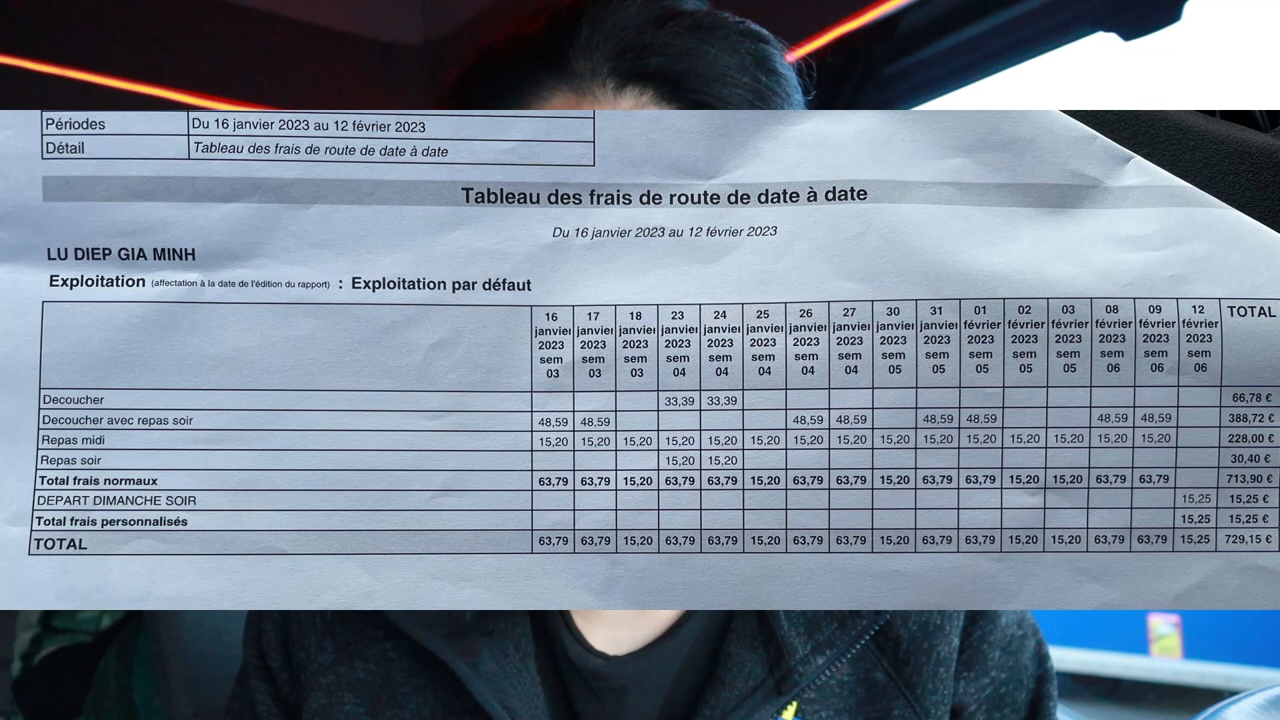 Périodes Du 16 janvier 2023 au 12 février 2023
Détail Tableau des frais de route de date à date
Tableau des frais de route de date à date
Du 16 janvier 2023 au 12 février 2023
LU DIEP GIA MINH
Exploitation (affectation à la date de l'édition du rapport) : Exploitation par défaut
16 17 18 23 24 25 26 27 30 31 01 02 03 08 09 12 TOTAL
janvier janvier janvier janvier janvier janvier janvier janvier janvier janvier février février février février février février
2023 2023 2023 2023 2023 2023 2023 2023 2023 2023 2023 2023 2023 2023 2023 2023
sem sem sem sem sem sem sem sem sem sem sem sem sem sem sem sem
03 03 03 04 04 04 04 04 05 05 05 05 05 06 06 06
Decoucher 33,39 33,39 66,78 €
Decoucher avec repas soir 48,59 48,59 48,59 48,59 48,59 48,59 48,59 48,59 388,72 €
Repas midi 15,20 15,20 15,20 15,20 15,20 15,20 15,20 15,20 15,20 15,20 15,20 15,20 15,20 15,20 15,20 228,00 €
Repas soir 15,20 15,20 30,40 €
Total frais normaux 63,79 63,79 15,20 63,79 63,79 15,20 63,79 63,79 15,20 63,79 63,79 15,20 15,20 63,79 63,79 713,90 €
DEPART DIMANCHE SOIR 15,25 15,25 €
Total frais personnalisés 15,25 15,25 €
TOTAL 63,79 63,79 15,20 63,79 63,79 15,20 63,79 63,79 15,20 63,79 63,79 15,20 15,20 63,79 63,79 15,25 729,15 €